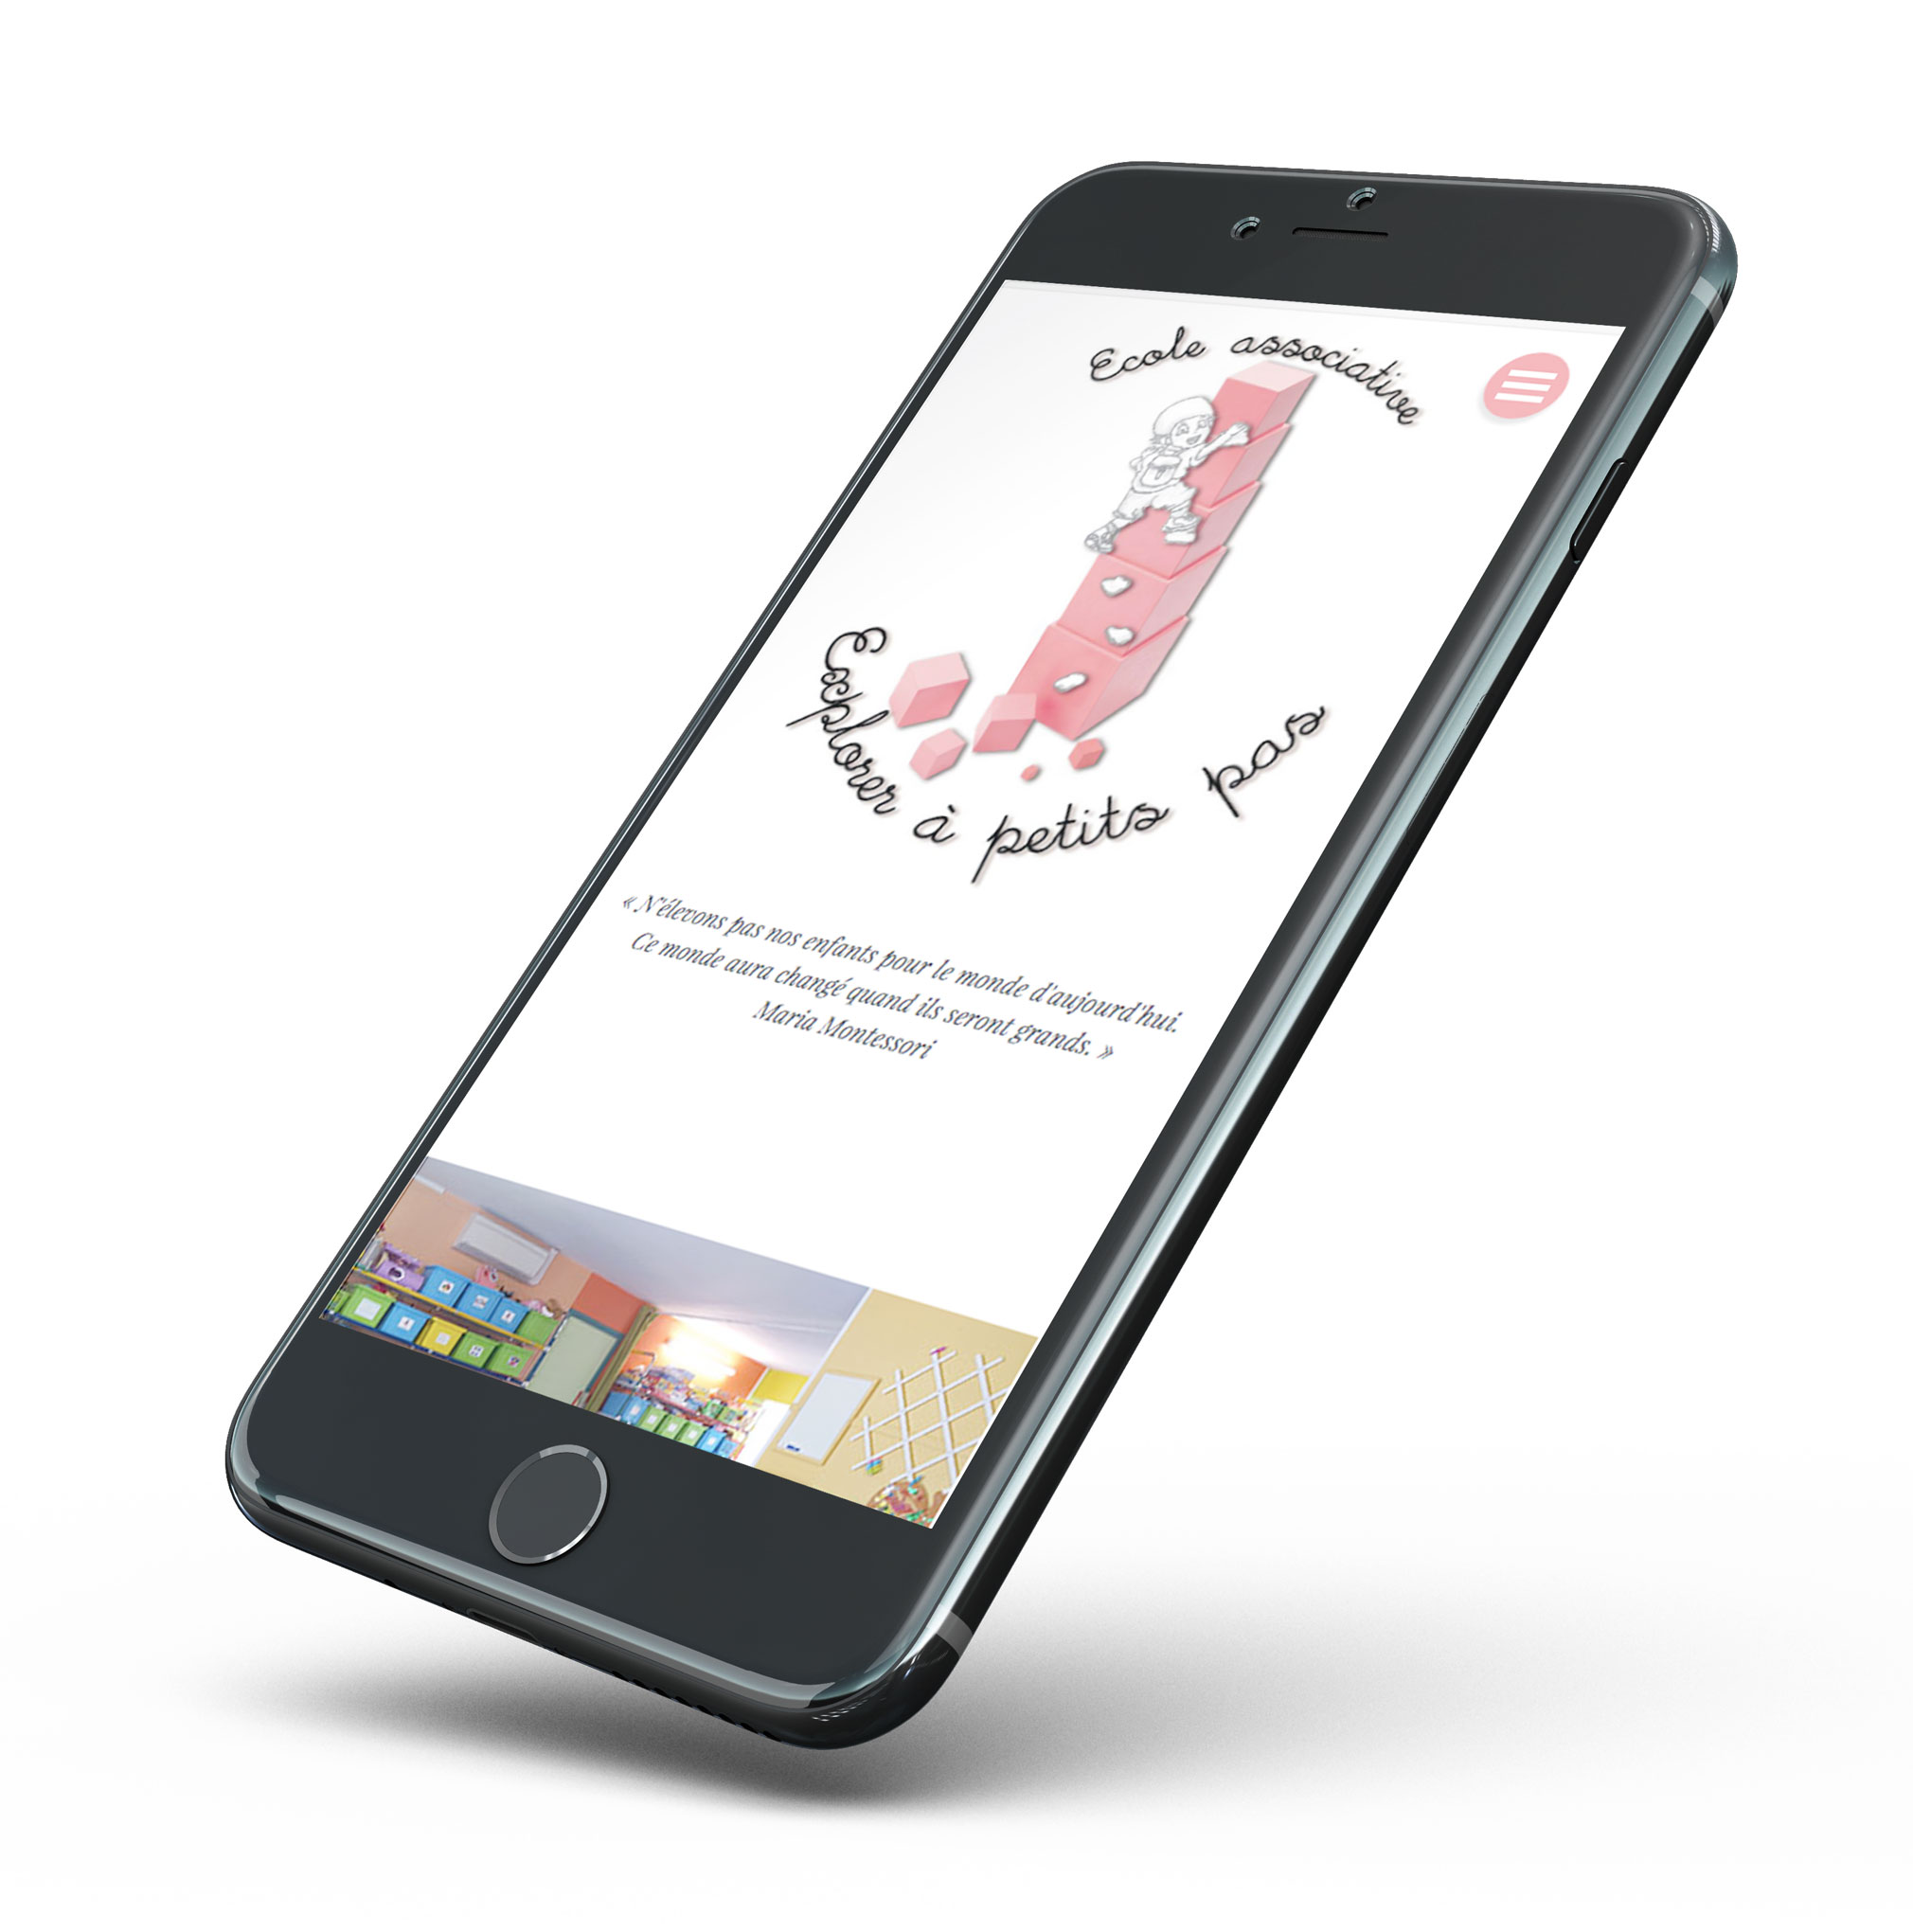 Ecole associative
Explorer à petits pas
« N'élevons pas nos enfants pour le monde d'aujourd'hui.
Ce monde aura changé quand ils seront grands. »
Maria Montessori